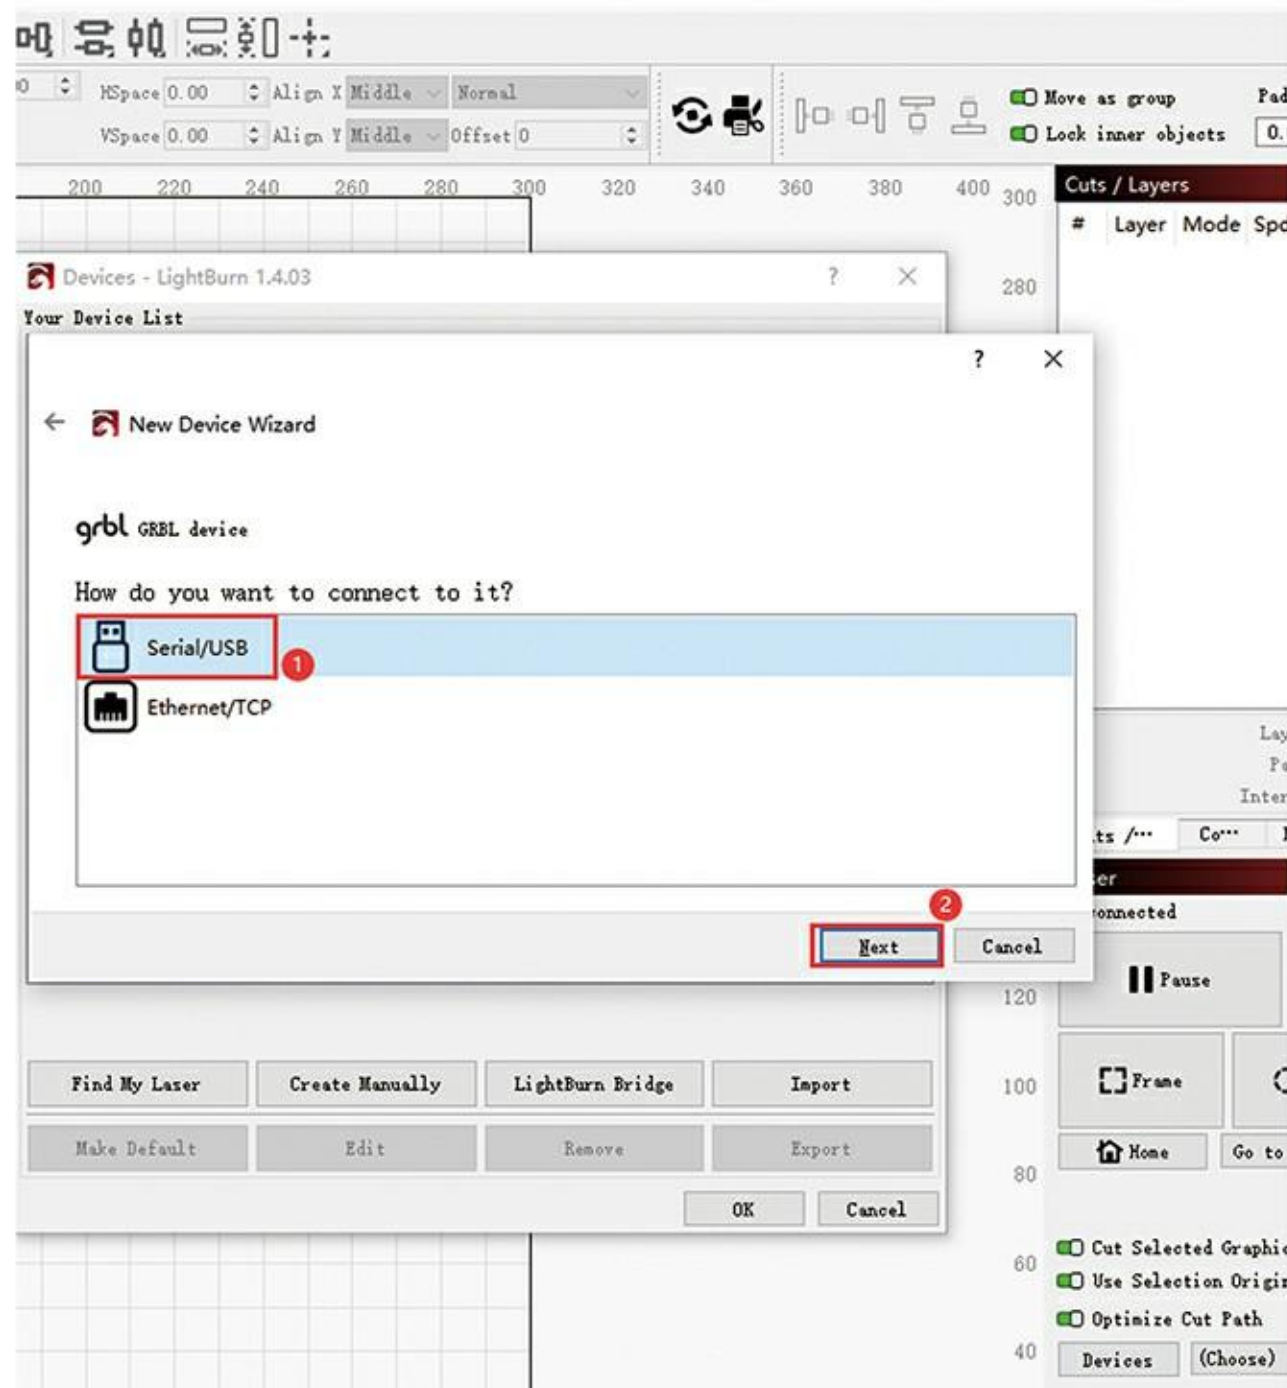 HSpace 0.00 Align X Middle Normal
Move as group
VSpace 0.00 Align Y Middle Offset 0
Lock inner objects 0.
200 220 240 260 280 300 320 340 360 380 400
300
Cuts / Layers
# Layer Mode
Devices - LightBurn 1.4.03 ?
280
Your Device List
?
New Device Wizard
grbl GRBL device
How do you want to connect to it?
Serial/USB
1
Ethernet/TCP
2
Next Cancel
Pause
120
Find My Laser Create Manually LightBurn Bridge Import
100
Frame
Make Default Edit Remove Export
Home Go to
80
OK Cancel
Cut Selected
60
Use Selection
Optimize Cut Path
40
Devices (Choose)